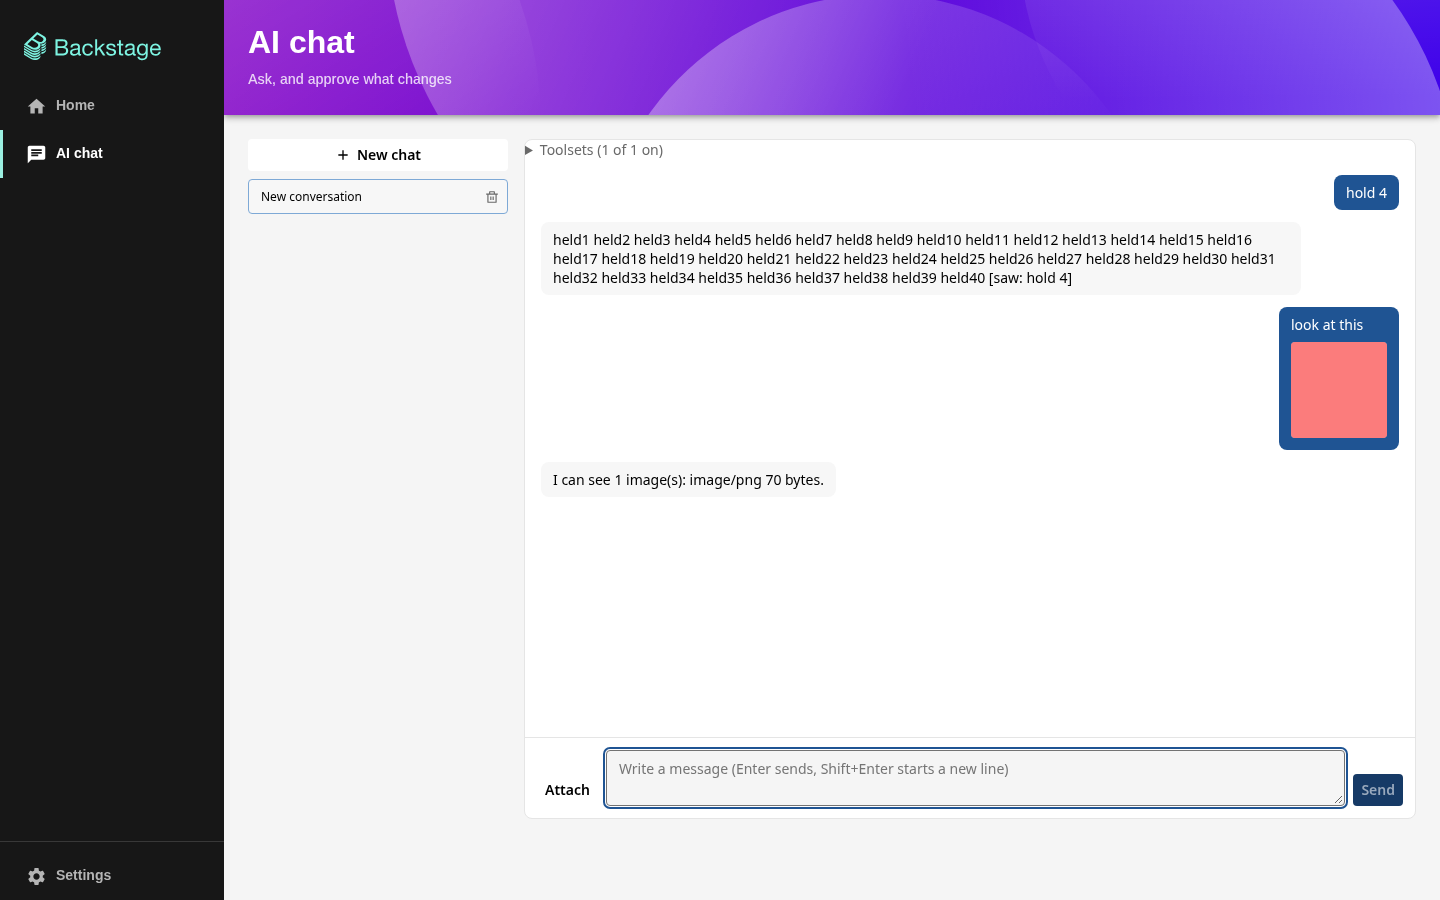 Backstage
Home
AI chat
Settings
AI chat
Ask, and approve what changes
New chat
New conversation
Toolsets (1 of 1 on)
hold 4
held1 held2 held3 held4 held5 held6 held7 held8 held9 held10 held11 held12 held13 held14 held15 held16
held17 held18 held19 held20 held21 held22 held23 held24 held25 held26 held27 held28 held29 held30 held31
held32 held33 held34 held35 held36 held37 held38 held39 held40 [saw: hold 4]
look at this
I can see 1 image(s): image/png 70 bytes.
Attach
Write a message (Enter sends, Shift+Enter starts a new line)
Send